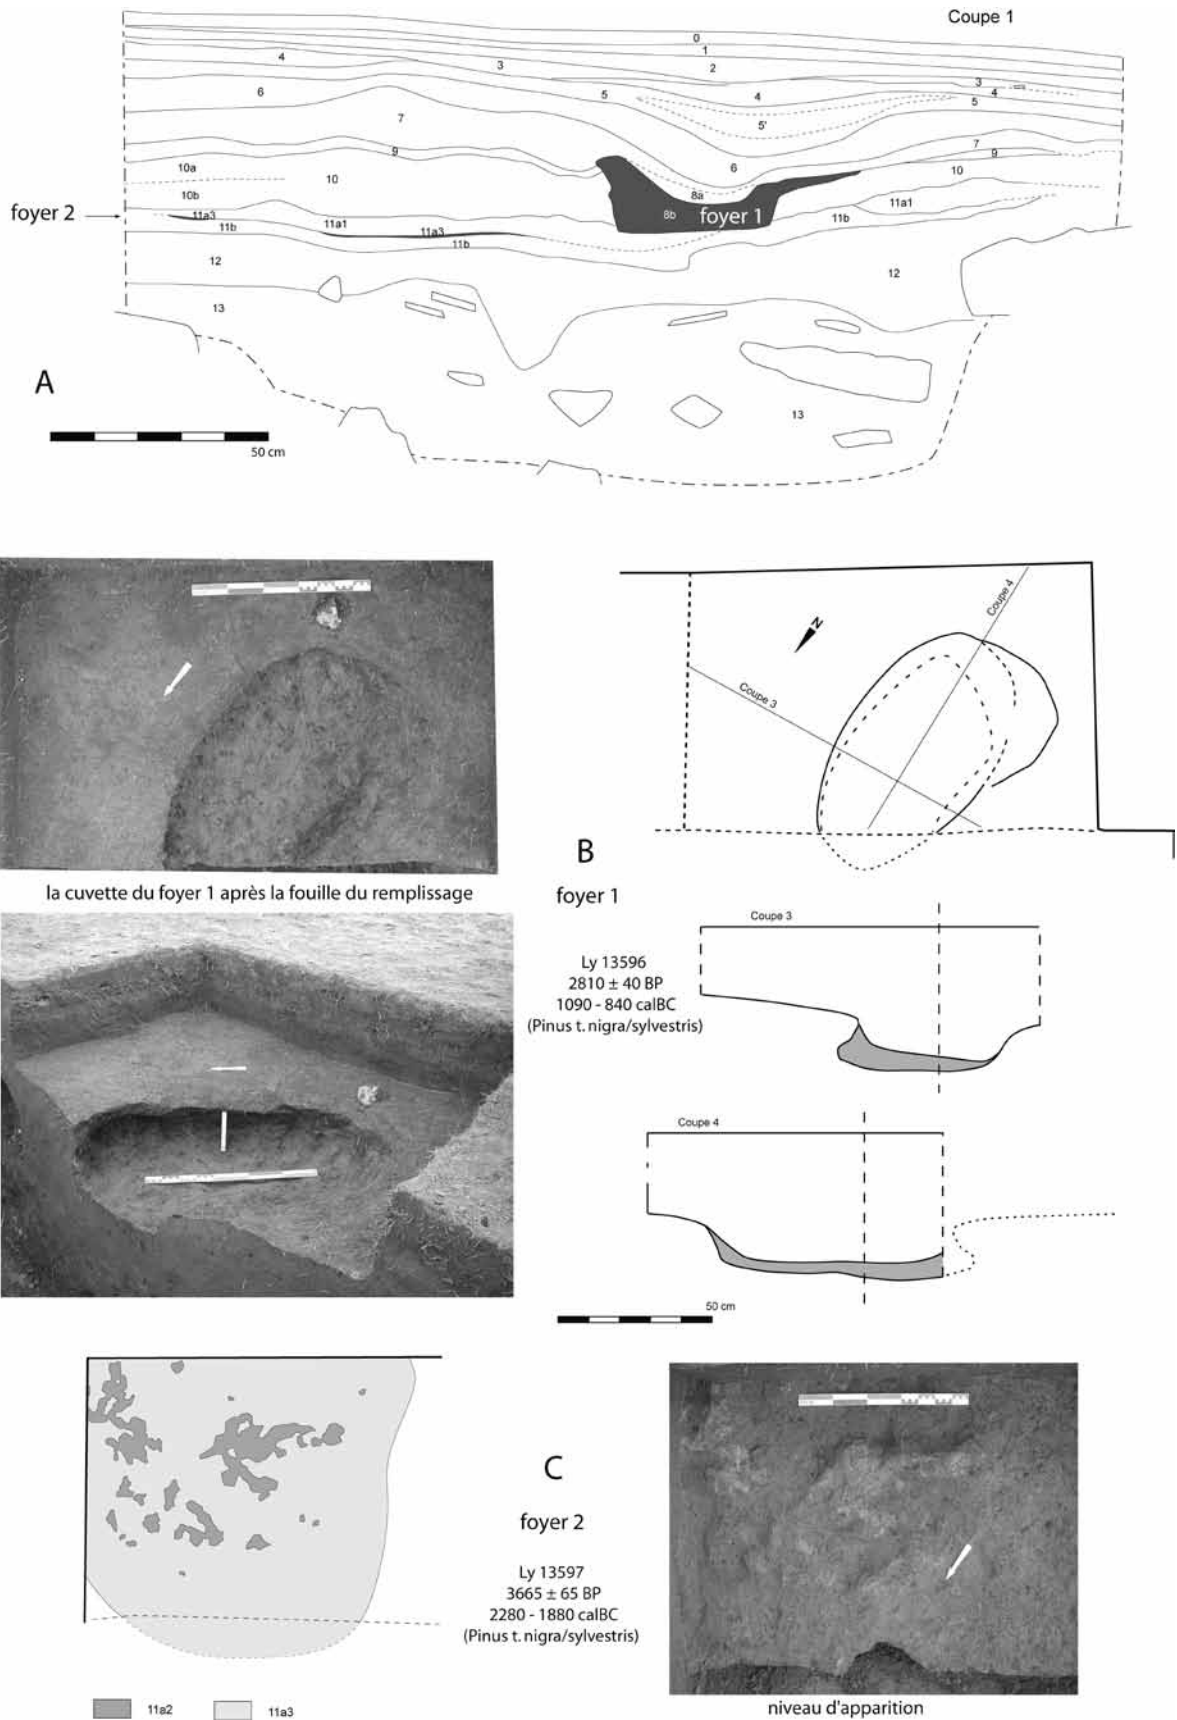 Coupe 1
0
1
4
3
2
3
4
6
5
4
5
5'
7
7
9
6
9
10a
10
10
8a
10b
11a1
foyer 2
11a3
11a1
8b
foyer 1
11b
11b
11a3
11b
12
12
13
A
13
50 cm
Coupe 4
N
Coupe 3
B
la cuvette du foyer 1 après la fouille du remplissage
foyer 1
Coupe 3
Ly 13596
2810 ± 40 BP
1090 - 840 calBC
(Pinus t. nigra/sylvestris)
Coupe 4
50 cm
C
foyer 2
Ly 13597
3665 ± 65 BP
2280 - 1880 calBC
(Pinus t. nigra/sylvestris)
11a2
11a3
niveau d'apparition